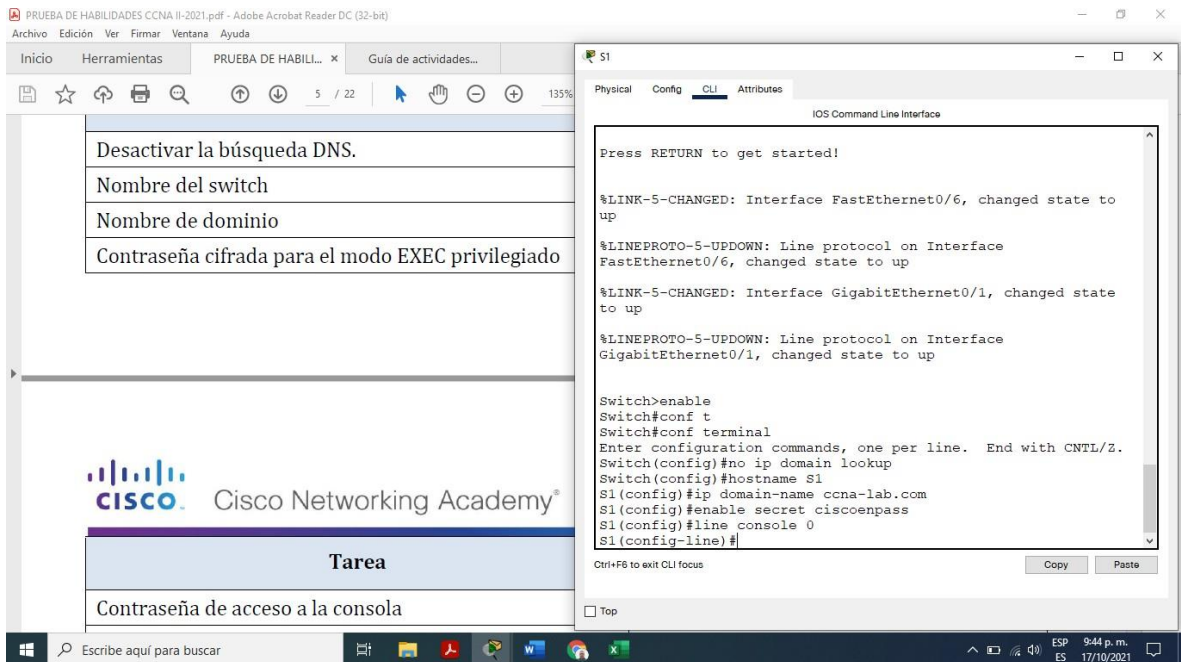 PRUEBA DE HABILIDADES CCNA II-2021.pdf - Adobe Acrobat Reader DC (32-bit)
Archivo Edición Ver Firmar Ventana Ayuda
Inicio Herramientas PRUEBA DE HABILI... × Guía de actividades...
5 / 22 135%
Desactivar la búsqueda DNS.
Nombre del switch
Nombre de dominio
Contraseña cifrada para el modo EXEC privilegiado
CISCO. Cisco Networking Academy®
Tarea
Contraseña de acceso a la consola
S1
Physical Config CLI Attributes
IOS Command Line Interface
Press RETURN to get started!
%LINK-5-CHANGED: Interface FastEthernet0/6, changed state to
up
%LINEPROTO-5-UPDOWN: Line protocol on Interface
FastEthernet0/6, changed state to up
%LINK-5-CHANGED: Interface GigabitEthernet0/1, changed state
to up
%LINEPROTO-5-UPDOWN: Line protocol on Interface
GigabitEthernet0/1, changed state to up
Switch>enable
Switch#conf t
Switch#conf terminal
Enter configuration commands, one per line. End with CNTL/Z.
Switch(config)#no ip domain lookup
Switch(config)#hostname S1
S1(config)#ip domain-name ccna-lab.com
S1(config)#enable secret ciscoenpass
S1(config)#line console 0
S1(config-line)#
Ctrl+F6 to exit CLI focus Copy Paste
Top
Escribe aquí para buscar
ESP 9:44 p. m.
ES 17/10/2021